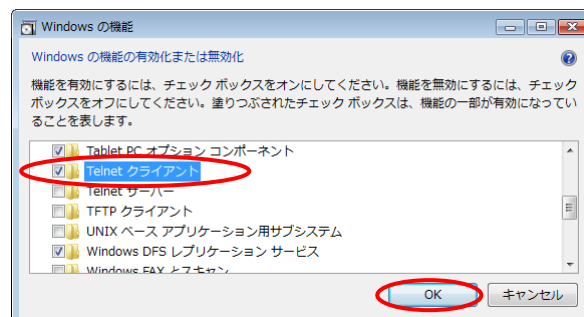 Windows の機能
Windows の機能の有効化または無効化
機能を有効にするには、チェック ボックスをオンにしてください。機能を無効にするには、チェック
ボックスをオフにしてください。塗りつぶされたチェック ボックスは、機能の一部が有効になってい
ることを表します。
Tablet PC オプション コンポーネント
Telnet クライアント
Telnet サーバー
TFTP クライアント
UNIX ベース アプリケーション用サブシステム
Windows DFS レプリケーション サービス
Windows FAX とスキャン
OK
キャンセル